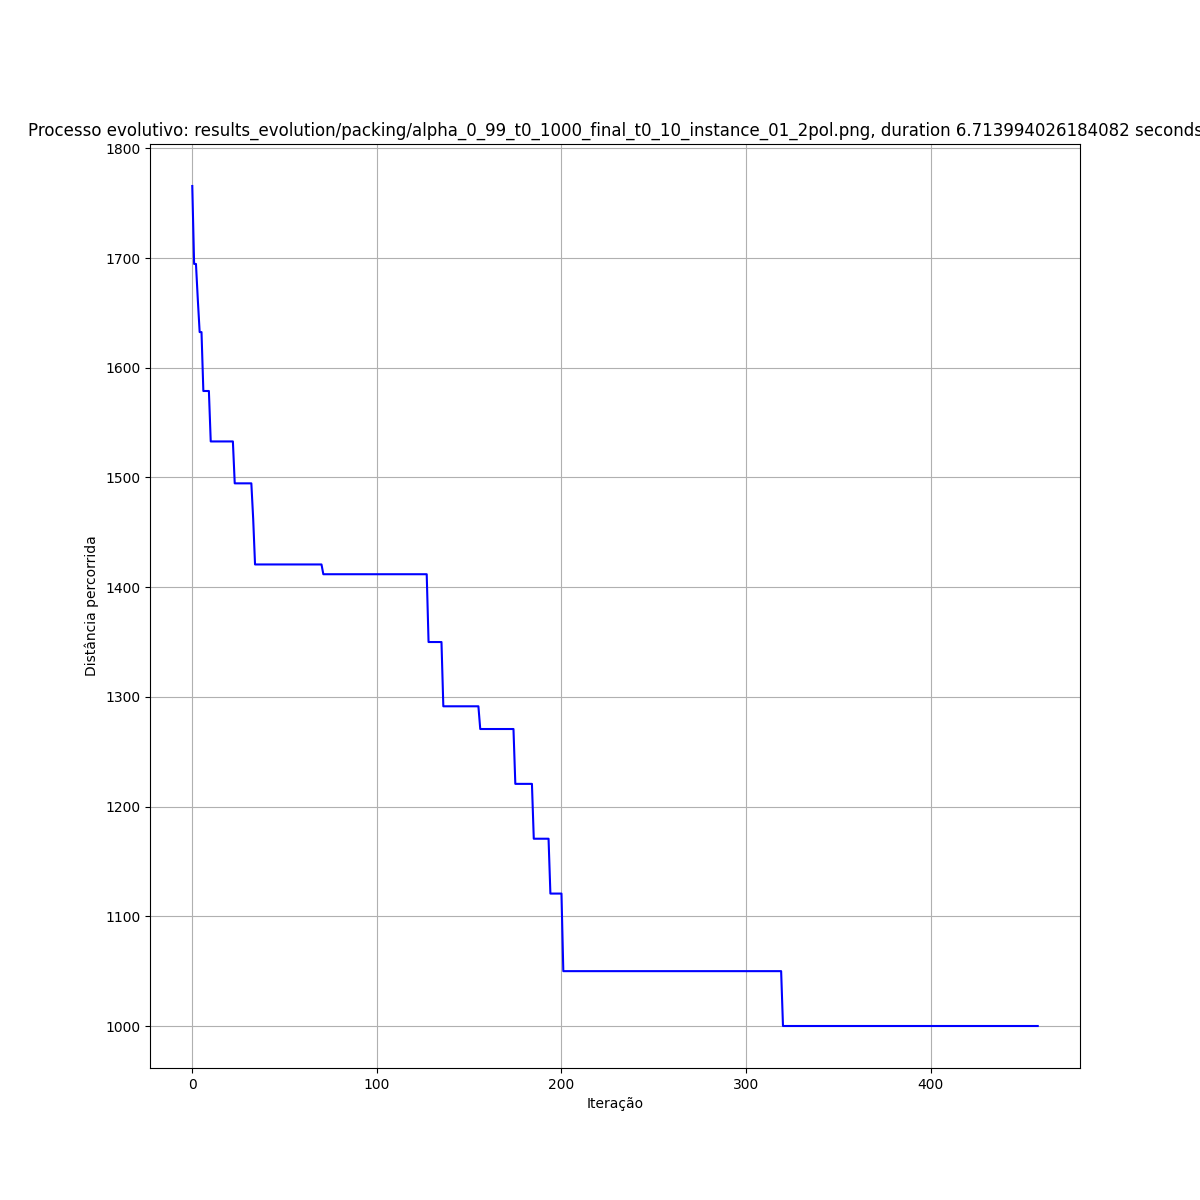 Processo evolutivo: results_evolution/packing/alpha_0_99_t0_1000_final_t0_10_instance_01_2pol.png, duration 6.713994026184082 seconds
1800
1700
1600
1500
1400
1300
1200
1100
1000
Distância percorrida
0 100 200 300 400
Iteração